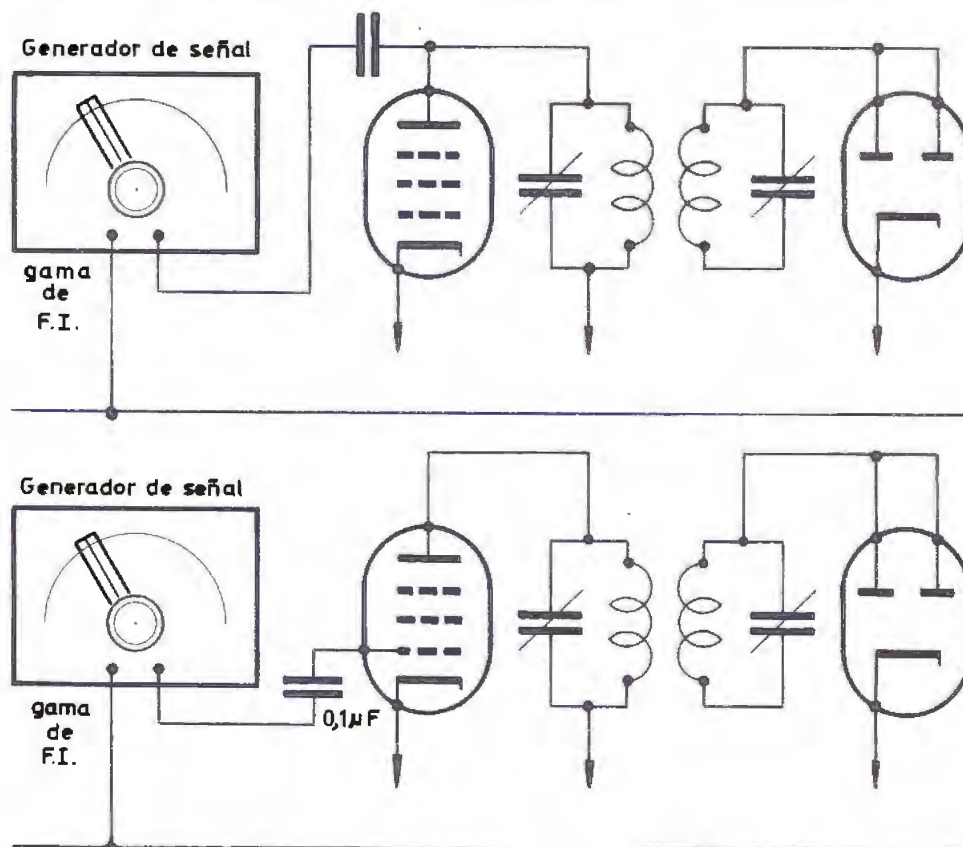 Generador de señal
gama
de
F.I.
Generador de señal
0,1µF
gama
de
F.I.